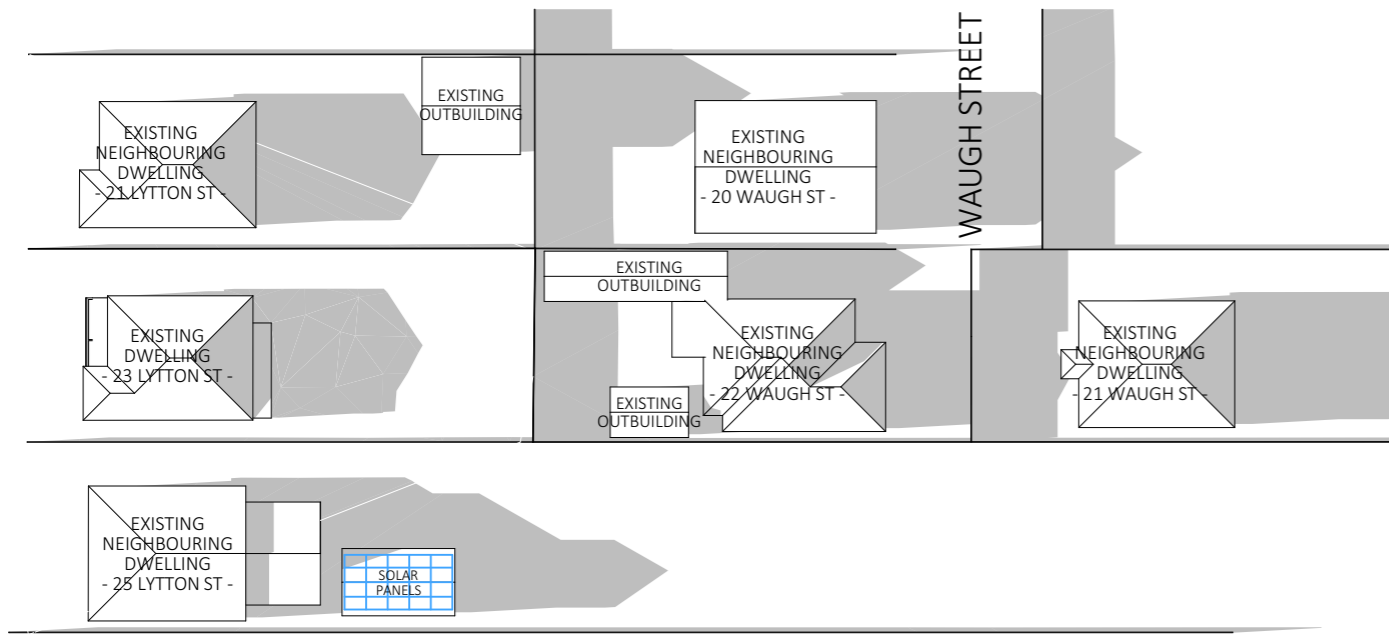 WAUGH STREET
EXISTING
OUTBUILDING
EXISTING
NEIGHBOURING
DWELLING
- 21 LYTTON ST -
EXISTING
NEIGHBOURING
DWELLING
- 20 WAUGH ST -
EXISTING
OUTBUILDING
EXISTING
DWELLING
- 23 LYTTON ST -
EXISTING
NEIGHBOURING
DWELLING
- 22 WAUGH ST -
EXISTING
NEIGHBOURING
DWELLING
- 21 WAUGH ST -
EXISTING
OUTBUILDING
EXISTING
NEIGHBOURING
DWELLING
- 25 LYTTON ST -
SOLAR
PANELS